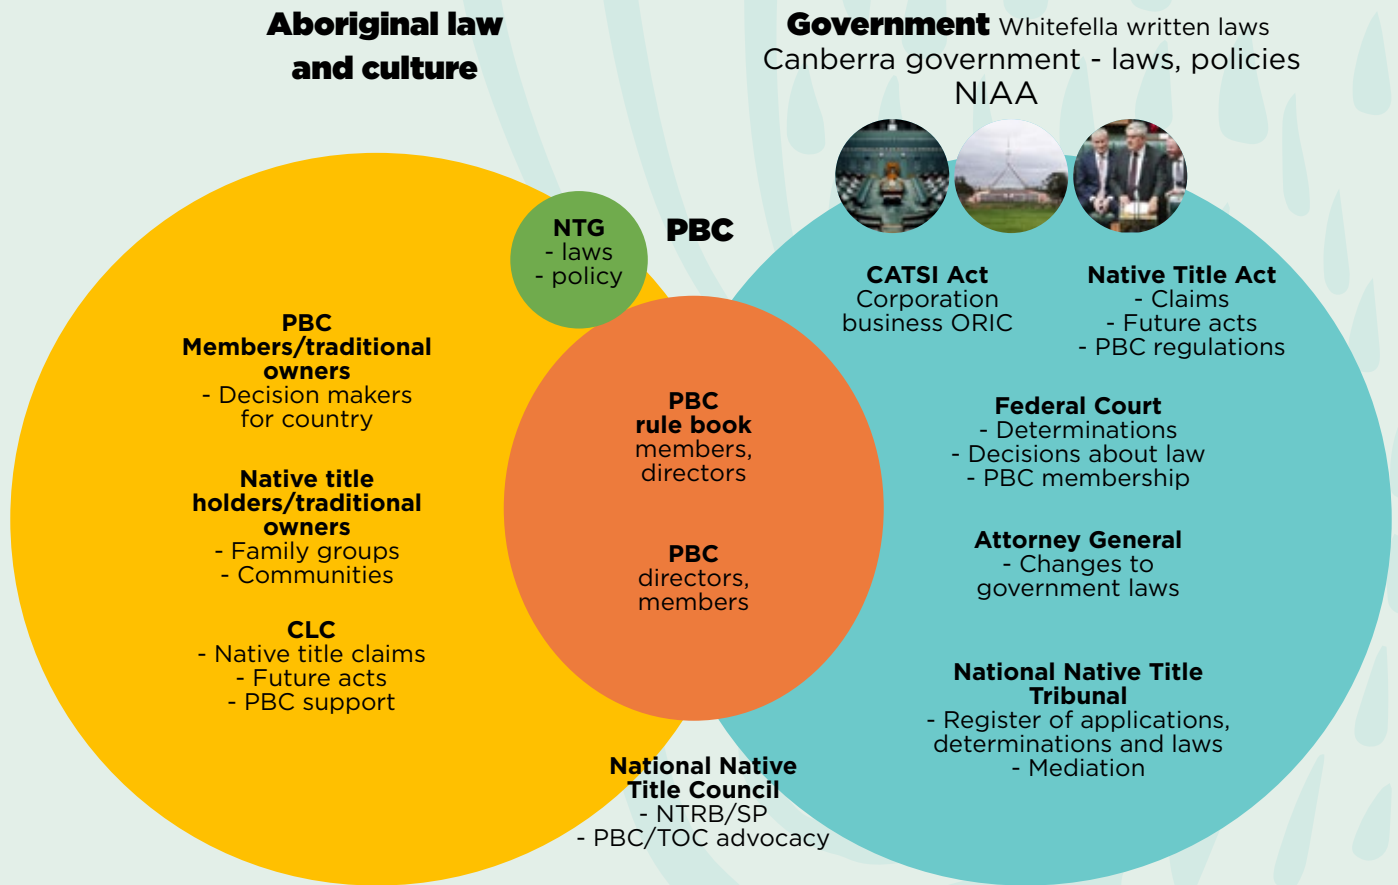 Aboriginal law
and culture
Government Whitefella written laws
Canberra government - laws, policies
NIAA
NTG
- laws
- policy
PBC
PBC
Members/traditional
owners
- Decision makers
for country
Native title
holders/traditional
owners
- Family groups
- Communities
CLC
- Native title claims
- Future acts
- PBC support
PBC
rule book
members,
directors
PBC
directors,
members
CATSI Act
Corporation
business ORIC
Native Title Act
- Claims
- Future acts
- PBC regulations
Federal Court
- Determinations
- Decisions about law
- PBC membership
Attorney General
- Changes to
government laws
National Native Title
Tribunal
- Register of applications,
determinations and laws
- Mediation
National Native
Title Council
- NTRB/SP
- PBC/TOC advocacy